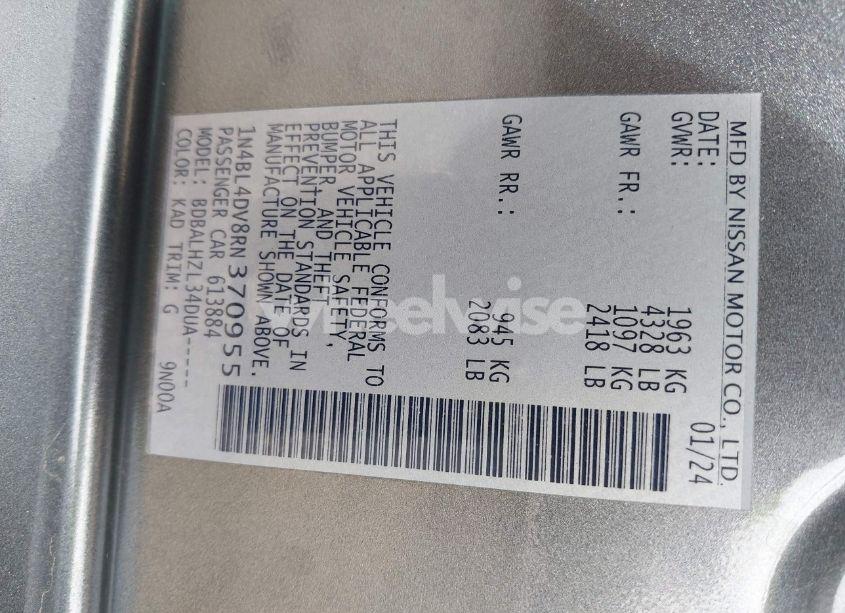 MFD BY NISSAN MOTOR CO., LTD.
DATE: 01/24
GVWR: 1963 KG
4328 LB
GAWR FR.: 1097 KG
2418 LB
GAWR RR.: 945 KG
2083 LB
THIS VEHICLE CONFORMS TO
ALL APPLICABLE FEDERAL
MOTOR VEHICLE SAFETY,
BUMPER, AND THEFT
PREVENTION STANDARDS IN
EFFECT ON THE DATE OF
MANUFACTURE SHOWN ABOVE.
1N4BL4DV8RN370955
PASSENGER CAR 613884
MODEL: BDBALHZL34DUA-----
COLOR: KAD TRIM: G 9N00A
wheelwise